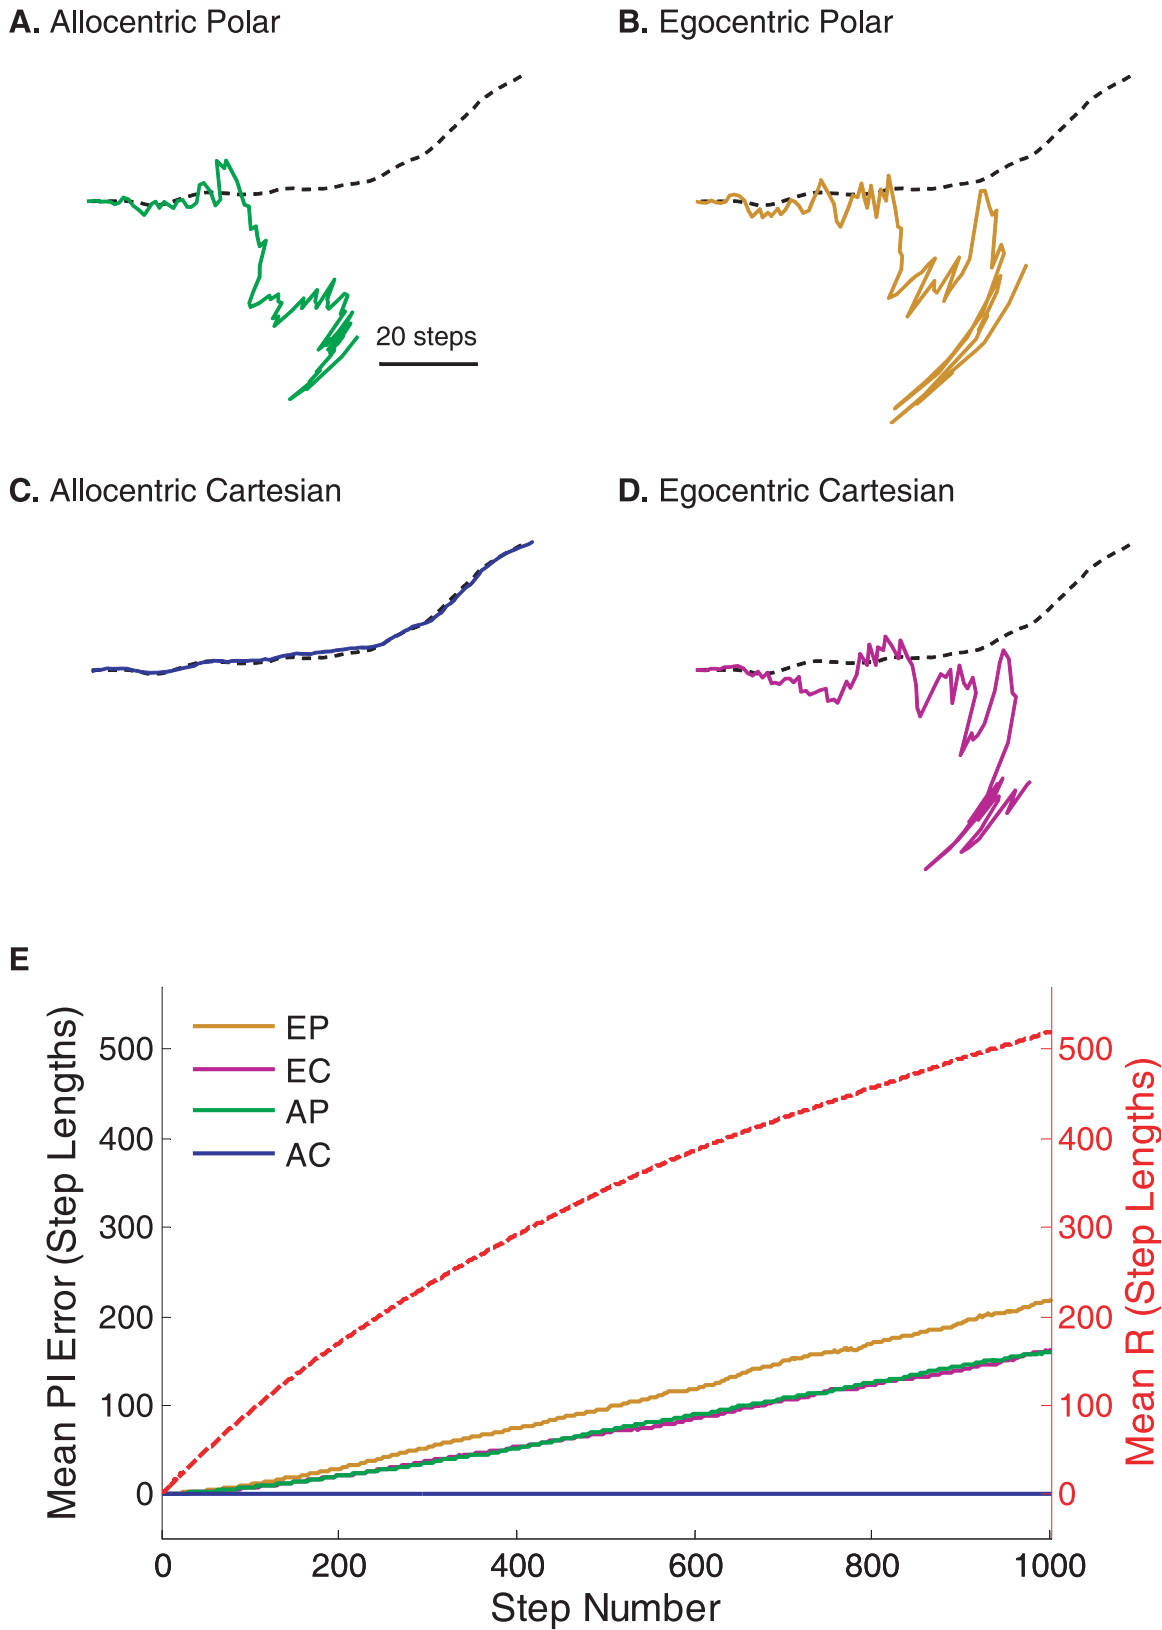 A. Allocentric Polar
B. Egocentric Polar
20 steps
C. Allocentric Cartesian
D. Egocentric Cartesian
E
Mean PI Error (Step Lengths)
500
400
300
200
100
0
EP
EC
AP
AC
500
400
300
200
100
0
Mean R (Step Lengths)
0
200
400
600
800
1000
Step Number